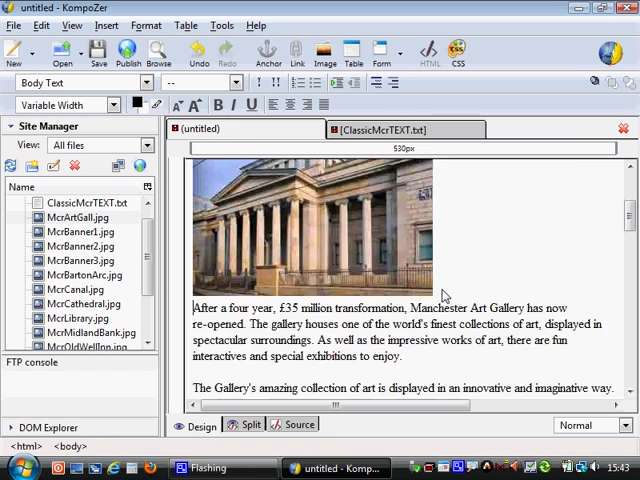 untitled - KompoZer
File Edit View Insert Format Table Tools Help
New Open Save Publish Browse Undo Redo Anchor Link Image Table Form HTML CSS
Body Text --
Variable Width B I U
Site Manager
(untitled) [ClassicMcrTEXT.txt]
View: All files
530px
Name
ClassicMcrTEXT.txt
McrArtGall.jpg
McrBanner1.jpg
McrBanner2.jpg
McrBanner3.jpg
McrBartonArc.jpg
McrCanal.jpg
McrCathedral.jpg
McrLibrary.jpg
McrMidlandBank.jpg
McrOldWellInn.jpg
After a four year, £35 million transformation, Manchester Art Gallery has now
re-opened. The gallery houses one of the world's finest collections of art, displayed in
spectacular surroundings. As well as the impressive works of art, there are fun
interactives and special exhibitions to enjoy.
The Gallery's amazing collection of art is displayed in an innovative and imaginative way.
FTP console
DOM Explorer
Design Split Source Normal
<html> <body>
Flashing untitled - Kompo... 15:43